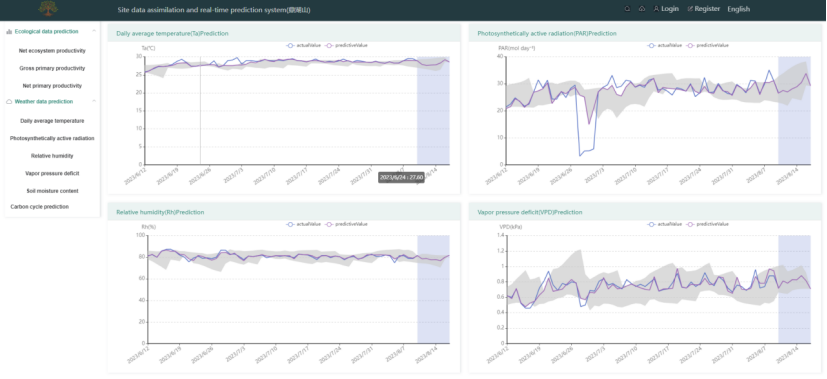 Site data assimilation and real-time prediction system(鼎湖山)
Login
Register
English
Ecological data prediction
Net ecosystem productivity
Gross primary productivity
Net primary productivity
Weather data prediction
Daily average temperature
Photosynthetically active radiation
Relative humidity
Vapor pressure deficit
Soil moisture content
Carbon cycle prediction
Daily average temperature(Ta)Prediction
actualValue
predictiveValue
Ta(°C)
30
25
20
15
10
5
0
2023/6/12
2023/6/19
2023/6/26
2023/7/3
2023/7/10
2023/7/17
2023/7/24
2023/7/31
2023/8/14
2023/6/24 : 27.60
Photosynthetically active radiation(PAR)Prediction
actualValue
predictiveValue
PAR(mol day⁻¹)
40
30
20
10
0
2023/6/12
2023/6/19
2023/6/26
2023/7/3
2023/7/10
2023/7/17
2023/7/24
2023/7/31
2023/8/7
2023/8/14
Relative humidity(Rh)Prediction
actualValue
predictiveValue
Rh(%)
100
80
60
40
20
0
2023/6/12
2023/6/19
2023/6/26
2023/7/3
2023/7/10
2023/7/17
2023/7/24
2023/7/31
2023/8/7
2023/8/14
Vapor pressure deficit(VPD)Prediction
actualValue
predictiveValue
VPD(kPa)
1.4
1.2
1
0.8
0.6
0.4
0.2
0
2023/6/12
2023/6/19
2023/6/26
2023/7/3
2023/7/10
2023/7/17
2023/7/24
2023/7/31
2023/8/7
2023/8/14